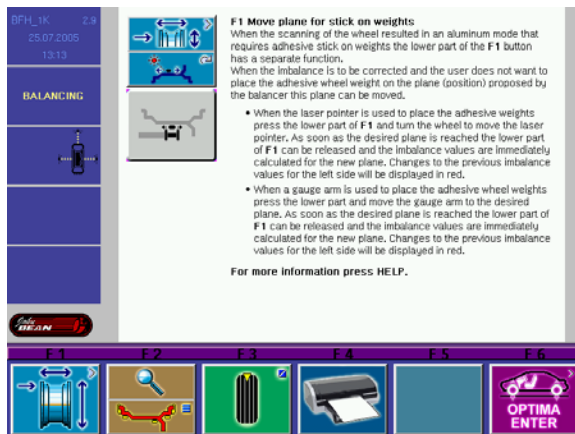 BFH_1K 2.9
25.07.2005
13:13
BALANCING
F1 Move plane for stick on weights
When the scanning of the wheel resulted in an aluminum mode that
requires adhesive stick on weights the lower part of the F1 button
has a separate function.
When the imbalance is to be corrected and the user does not want to
place the adhesive wheel weight on the plane (position) proposed by
the balancer this plane can be moved.
• When the laser pointer is used to place the adhesive weights
press the lower part of F1 and turn the wheel to move the laser
pointer. As soon as the desired plane is reached the lower part
of F1 can be released and the imbalance values are immediately
calculated for the new plane. Changes to the previous imbalance
values for the left side will be displayed in red.
• When a gauge arm is used to place the adhesive wheel weights
press the lower part and move the gauge arm to the desired
plane. As soon as the desired plane is reached the lower part of
F1 can be released and the imbalance values are immediately
calculated for the new plane. Changes to the previous imbalance
values for the left side will be displayed in red.
For more information press HELP.
John
BEAN
F1 F2 F3 F4 F5 F6
OPTIMA
ENTER